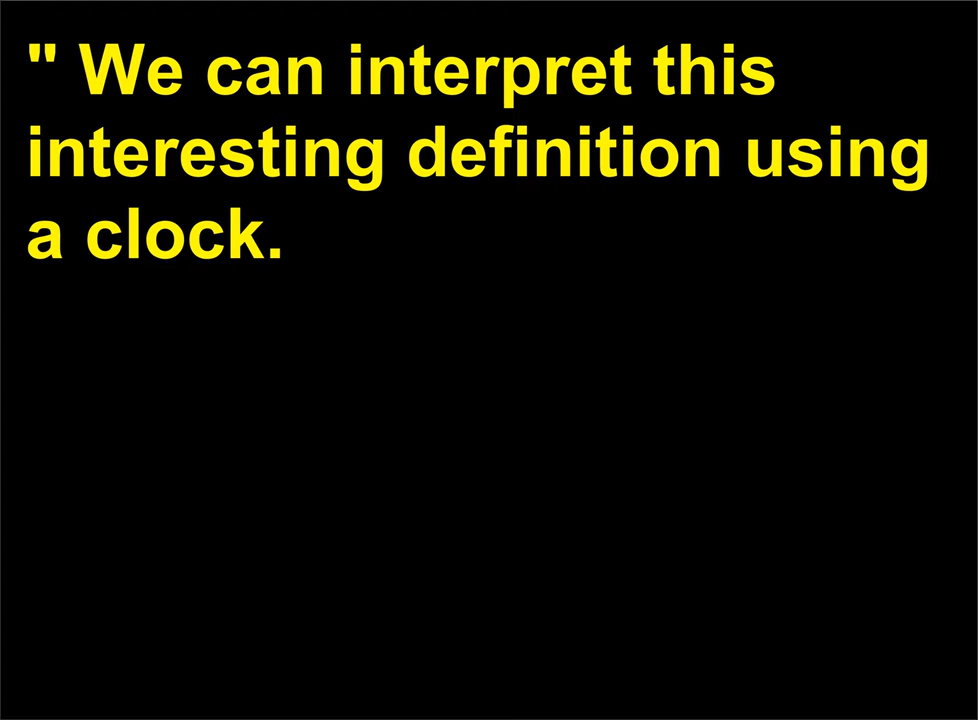 " We can interpret this
interesting definition using
a clock.